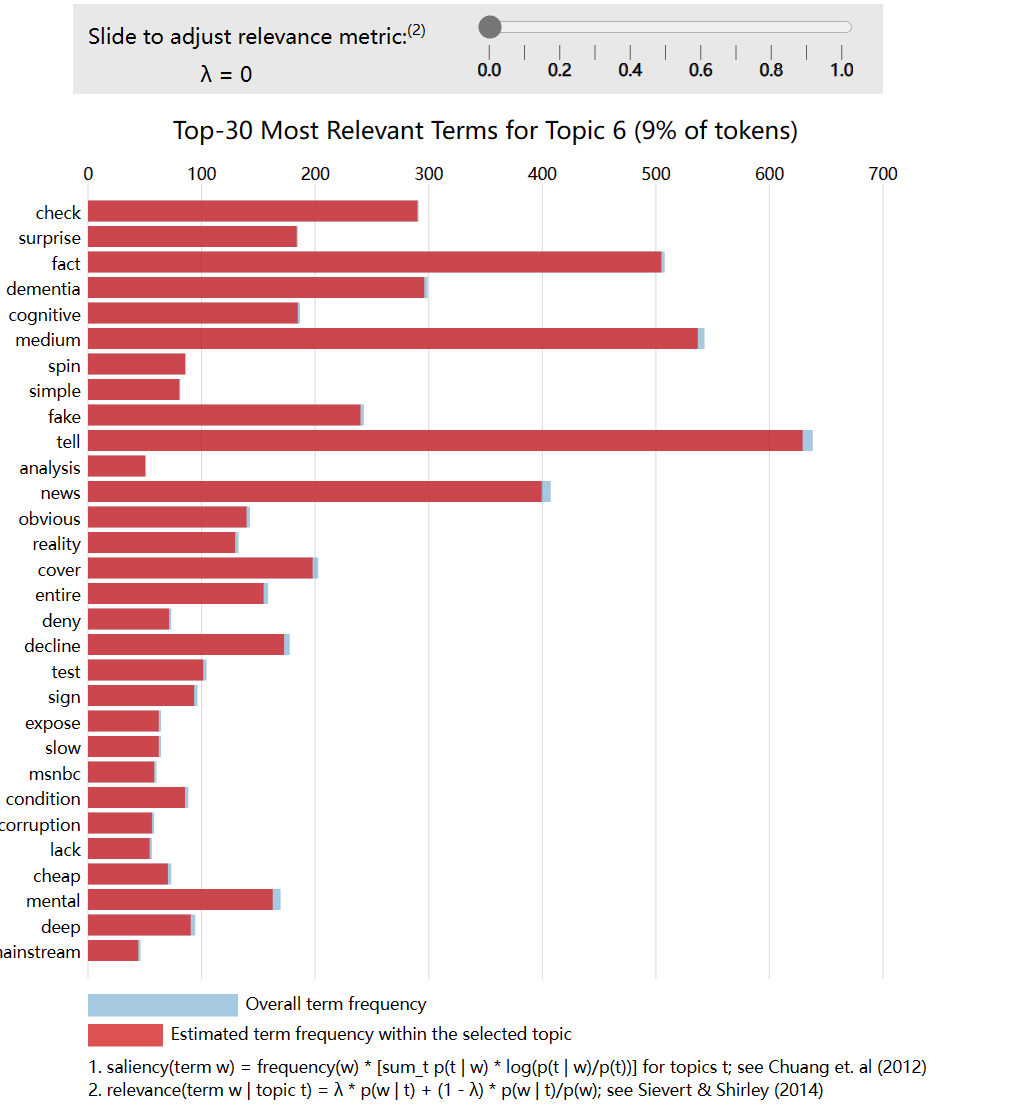 Slide to adjust relevance metric:(2)
λ = 0
0.0 0.2 0.4 0.6 0.8 1.0
Top-30 Most Relevant Terms for Topic 6 (9% of tokens)
0 100 200 300 400 500 600 700
check
surprise
fact
dementia
cognitive
medium
spin
simple
fake
tell
analysis
news
obvious
reality
cover
entire
deny
decline
test
sign
expose
slow
msnbc
condition
corruption
lack
cheap
mental
deep
ainstream
Overall term frequency
Estimated term frequency within the selected topic
1. saliency(term w) = frequency(w) * [sum_t p(t | w) * log(p(t | w)/p(t))] for topics t; see Chuang et. al (2012)
2. relevance(term w | topic t) = λ * p(w | t) + (1 - λ) * p(w | t)/p(w); see Sievert & Shirley (2014)